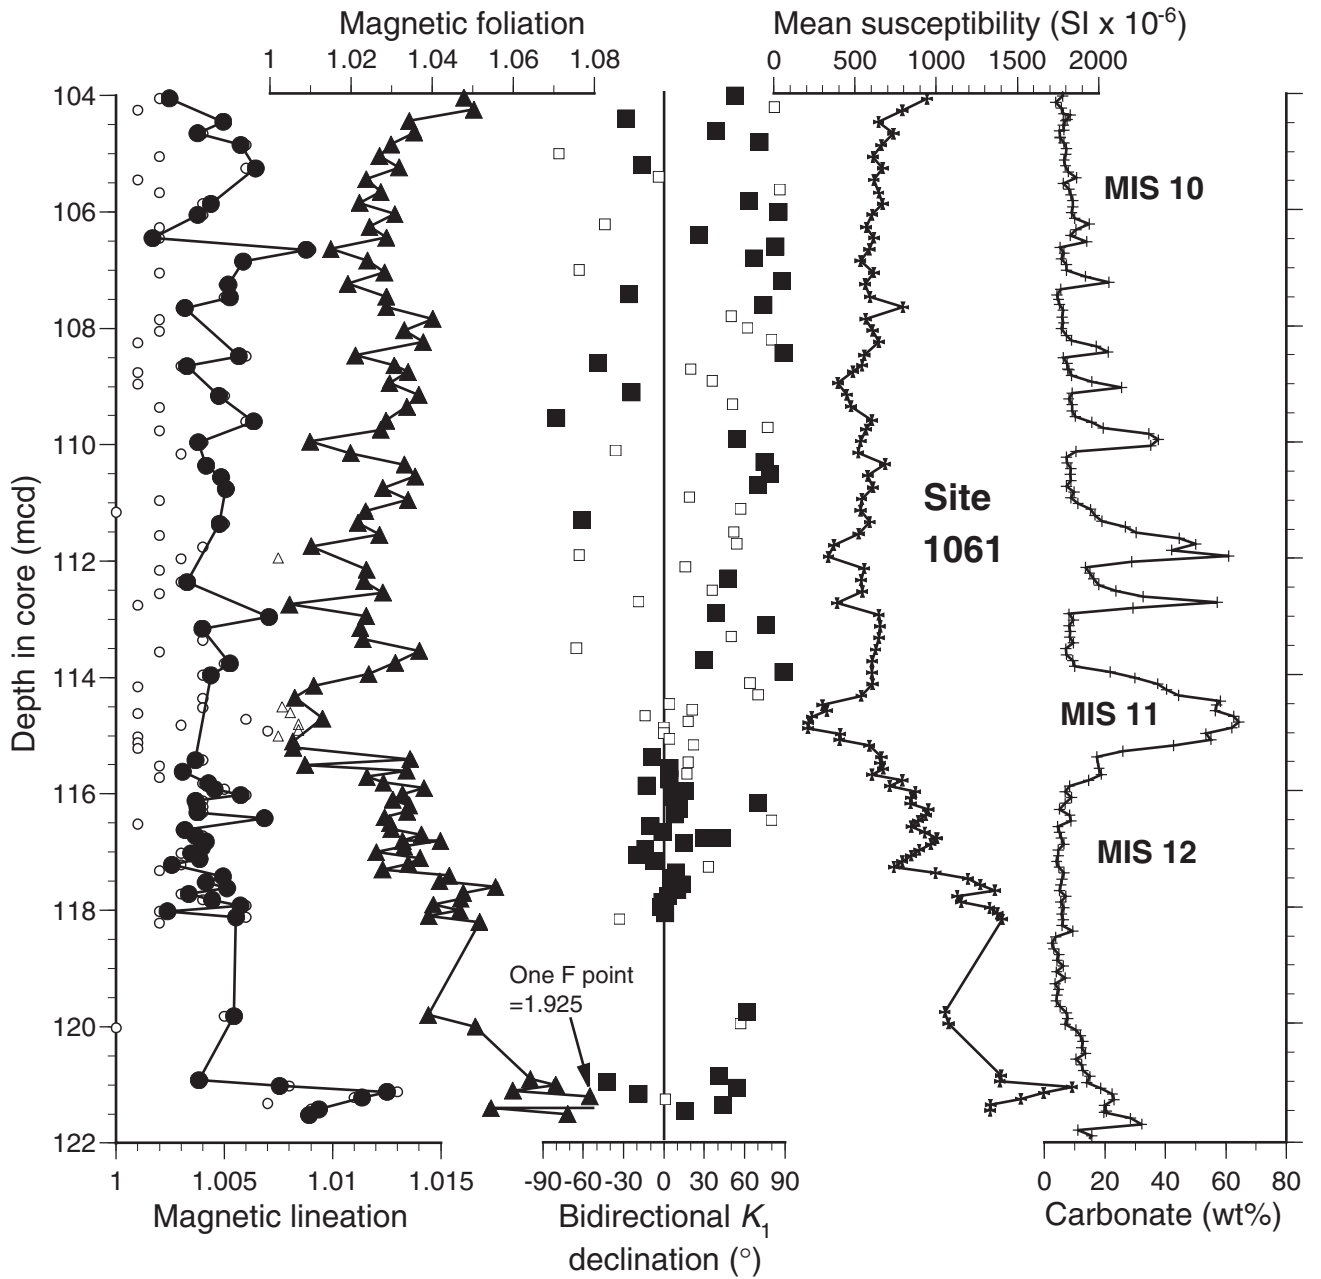 Magnetic foliation
Mean susceptibility (SI x 10-6)
1 1.02 1.04 1.06 1.08
0 500 1000 1500 2000
104
106
108
110
112
114
116
118
120
122
Depth in core (mcd)
MIS 10
Site
1061
MIS 11
MIS 12
One F point
=1.925
1 1.005 1.01 1.015
-90 -60 -30 0 30 60 90
0 20 40 60 80
Magnetic lineation
Bidirectional K1
declination (°)
Carbonate (wt%)